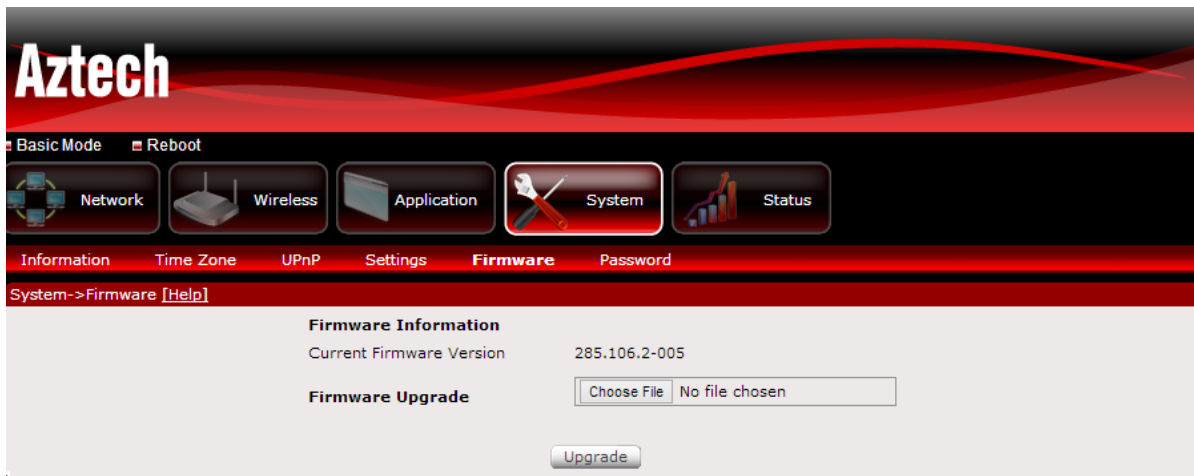 Aztech
Basic Mode Reboot
Network Wireless Application System Status
Information Time Zone UPnP Settings Firmware Password
System->Firmware [Help]
Firmware Information
Current Firmware Version 285.106.2-005
Firmware Upgrade Choose File No file chosen
Upgrade